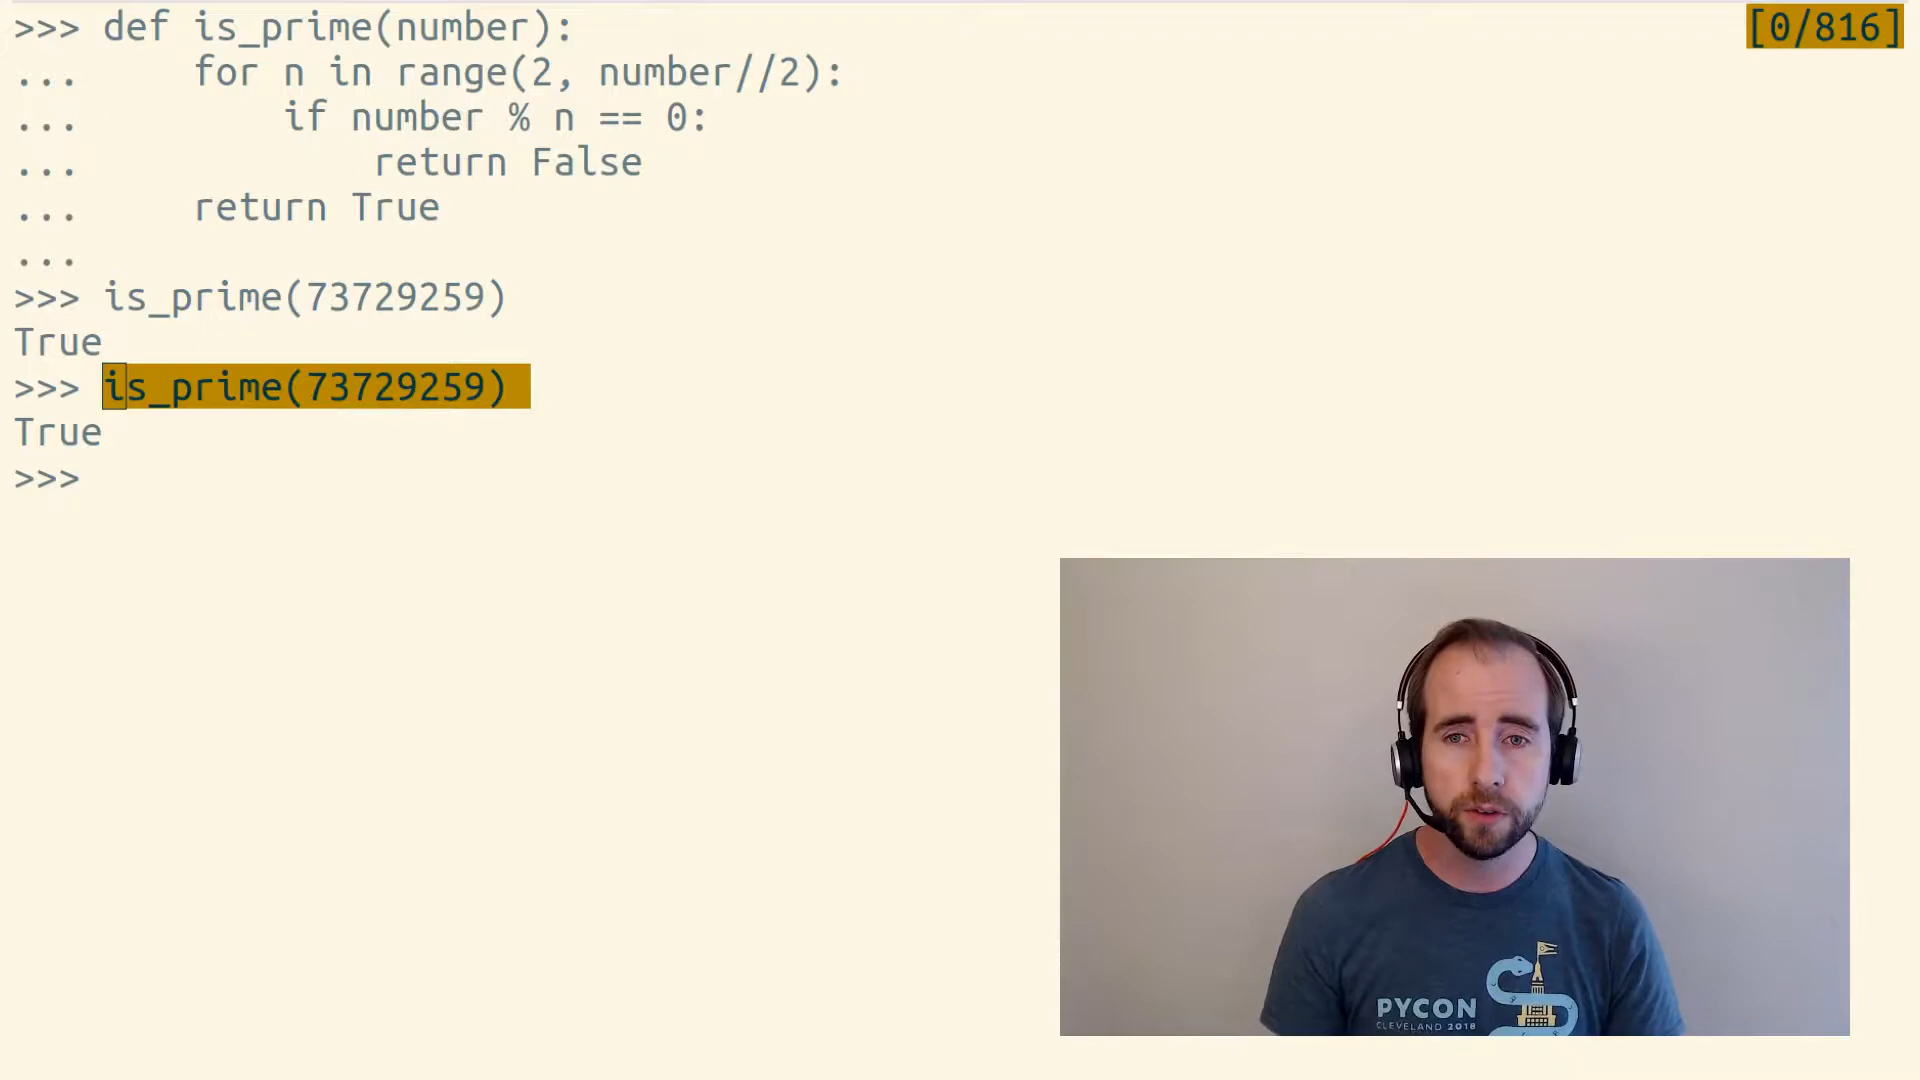 >>> def is_prime(number):
...     for n in range(2, number//2):
...         if number % n == 0:
...             return False
...     return True
...
>>> is_prime(73729259)
True
>>> is_prime(73729259)
True
>>>
[0/816]
PYCON
CLEVELAND 2018